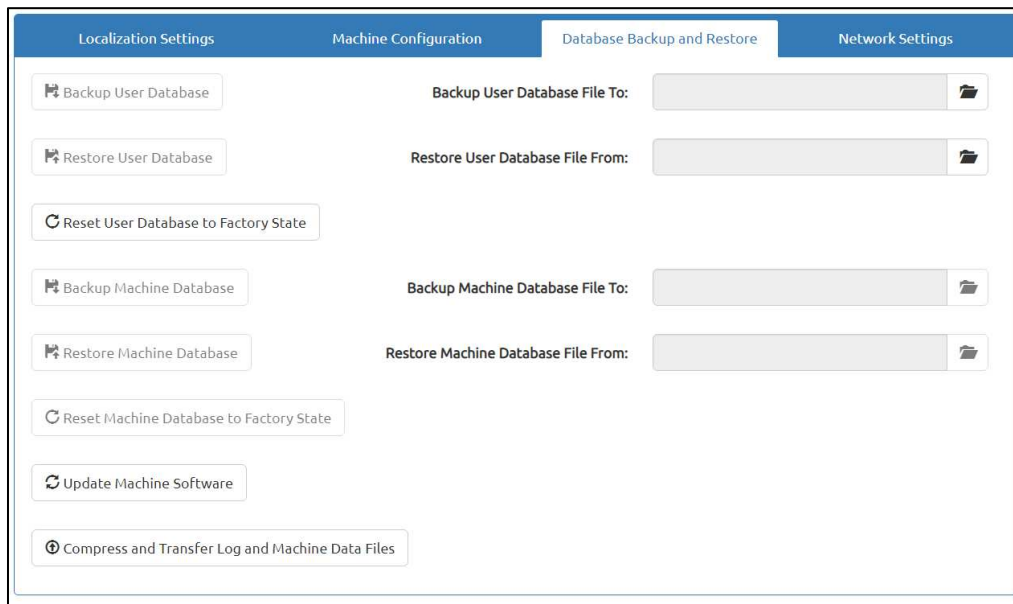 Localization Settings Machine Configuration Database Backup and Restore Network Settings
Backup User Database Backup User Database File To:
Restore User Database Restore User Database File From:
Reset User Database to Factory State
Backup Machine Database Backup Machine Database File To:
Restore Machine Database Restore Machine Database File From:
Reset Machine Database to Factory State
Update Machine Software
Compress and Transfer Log and Machine Data Files